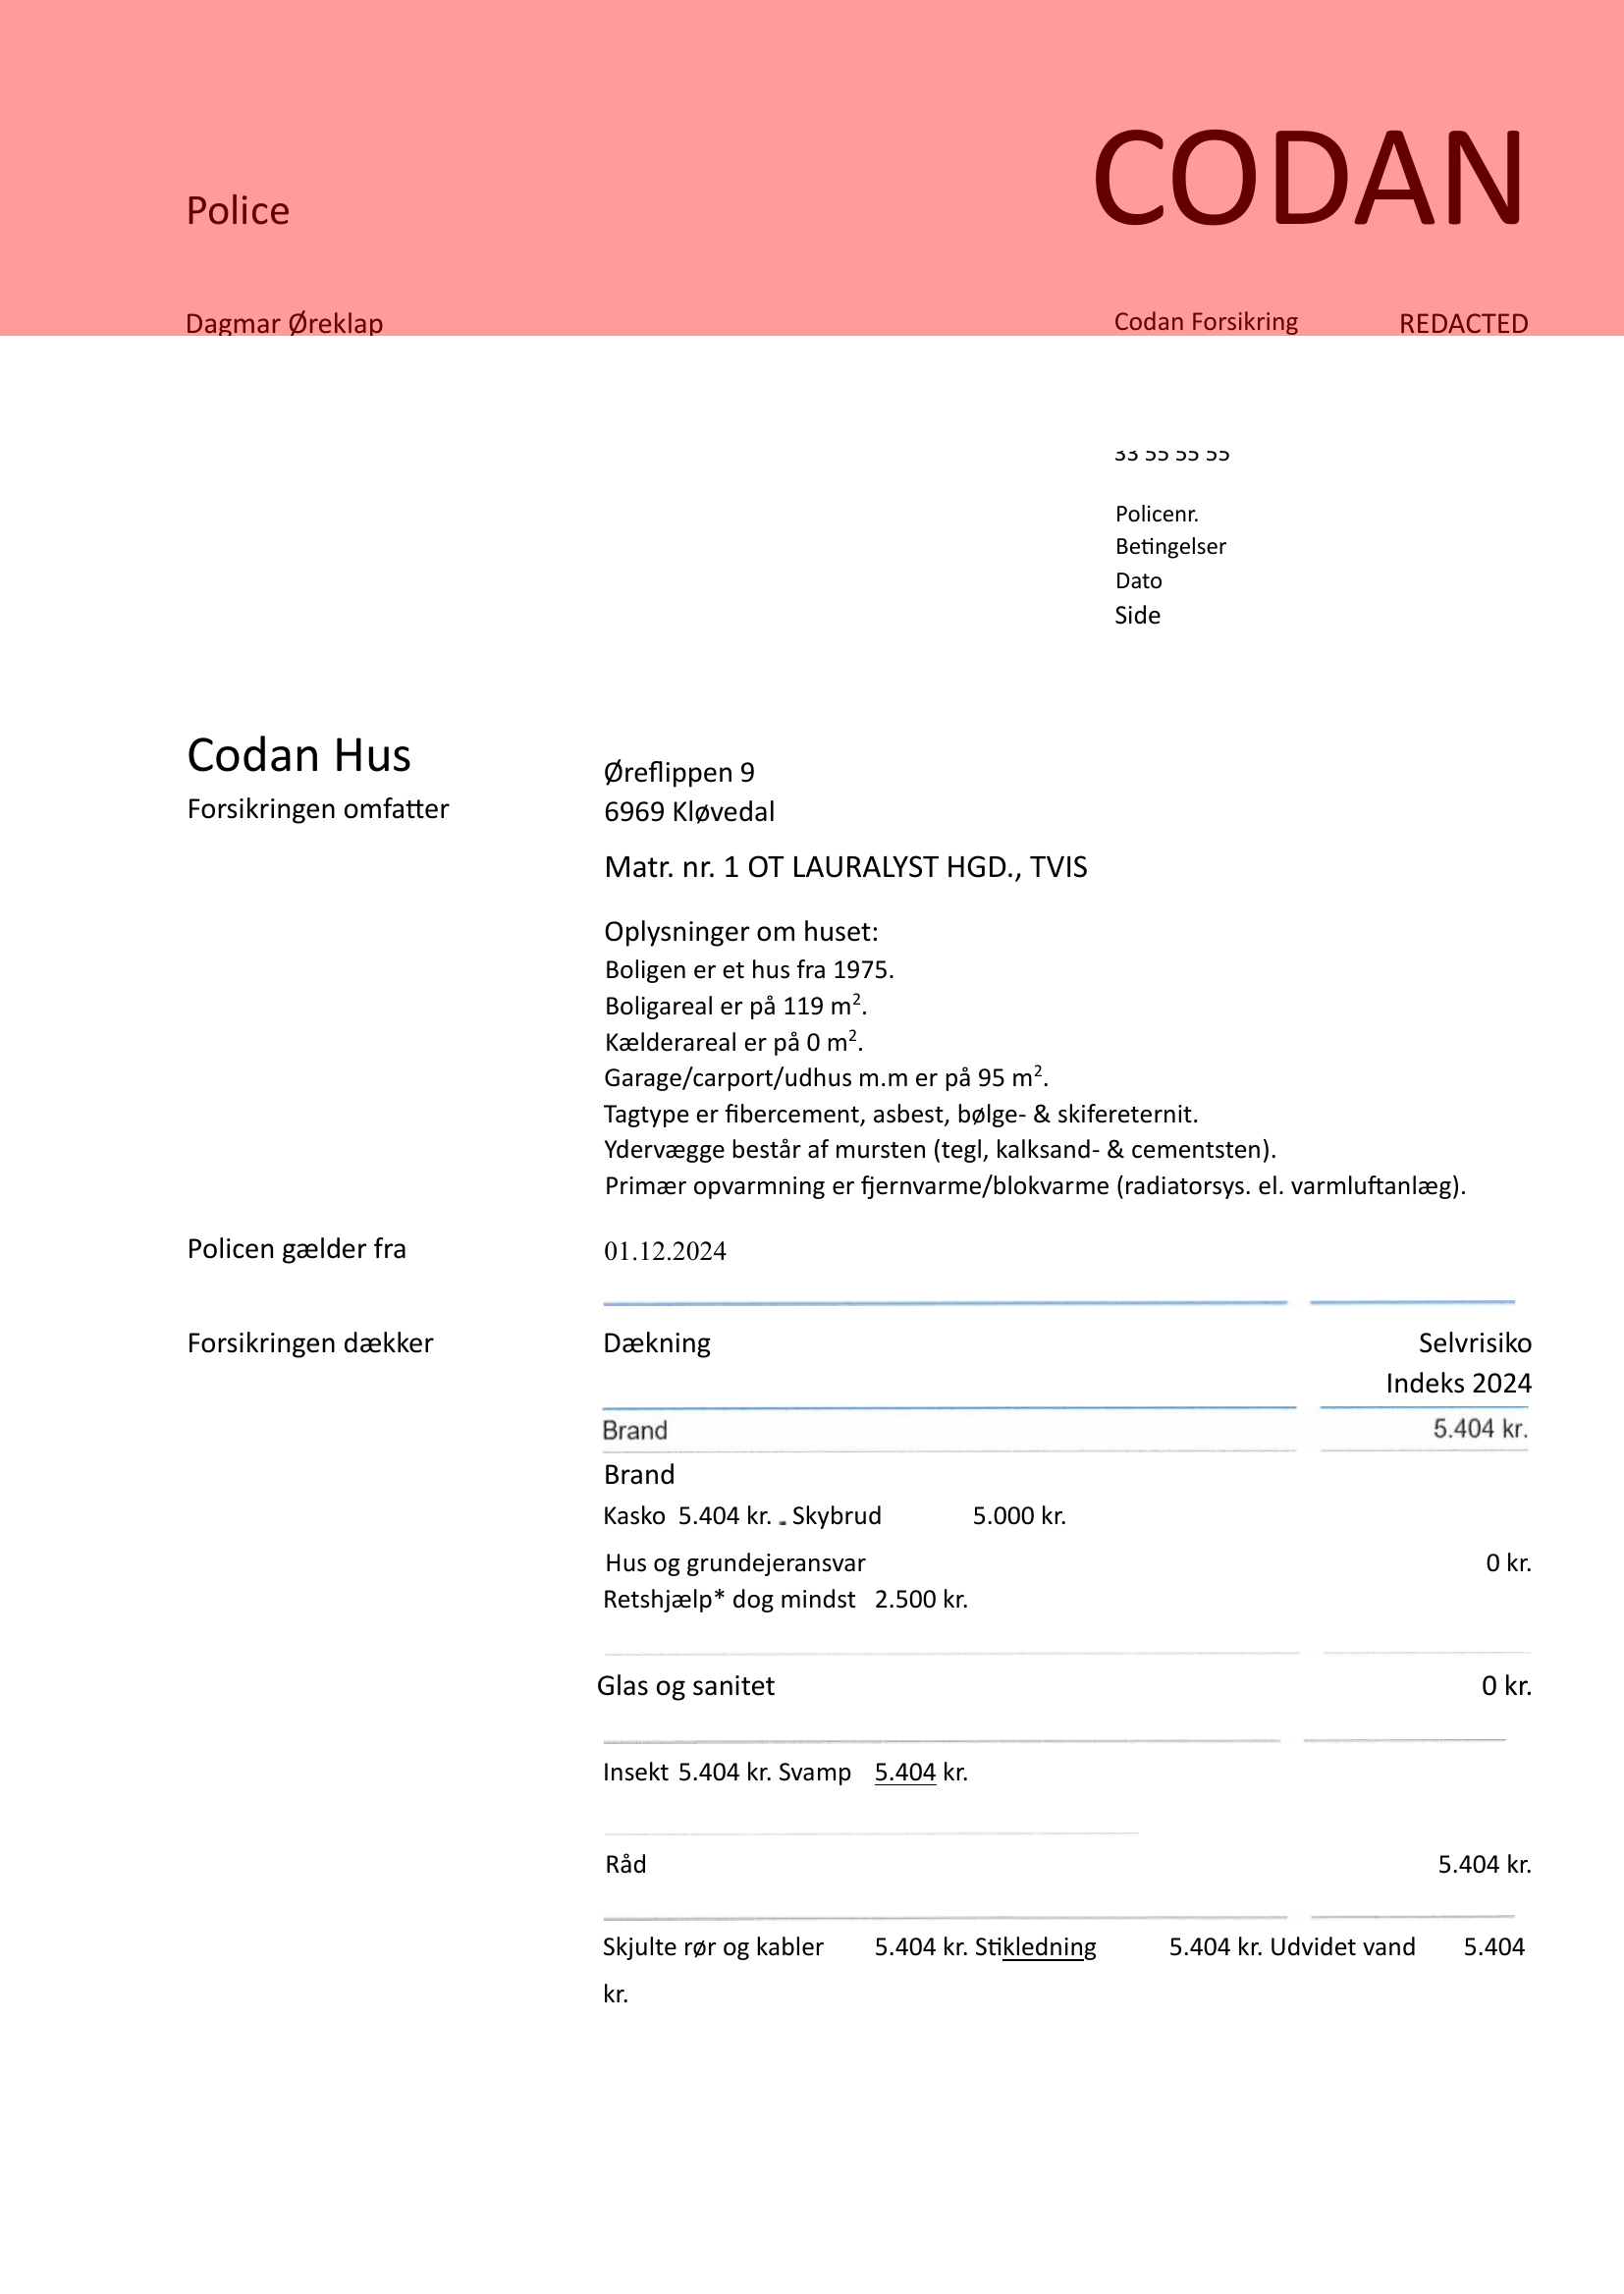 CODAN
Police
Dagmar Øreklap
Codan Forsikring REDACTED
33 55 55 55
Policenr.
Betingelser
Dato
Side
Codan Hus
Forsikringen omfatter
Øreflippen 9
6969 Kløvedal
Matr. nr. 1 OT LAURALYST HGD., TVIS
Oplysninger om huset:
Boligen er et hus fra 1975.
Boligareal er på 119 m².
Kælderareal er på 0 m².
Garage/carport/udhus m.m er på 95 m².
Tagtype er fibercement, asbest, bølge- & skifereternit.
Ydervægge består af mursten (tegl, kalksand- & cementsten).
Primær opvarmning er fjernvarme/blokvarme (radiatorsys. el. varmluftanlæg).
Policen gælder fra 01.12.2024
Forsikringen dækker Dækning Selvrisiko
Indeks 2024
Brand 5.404 kr.
Brand
Kasko 5.404 kr. Skybrud 5.000 kr.
Hus og grundejeransvar 0 kr.
Retshjælp* dog mindst 2.500 kr.
Glas og sanitet 0 kr.
Insekt 5.404 kr. Svamp 5.404 kr.
Råd 5.404 kr.
Skjulte rør og kabler 5.404 kr. Stikledning 5.404 kr. Udvidet vand 5.404
kr.